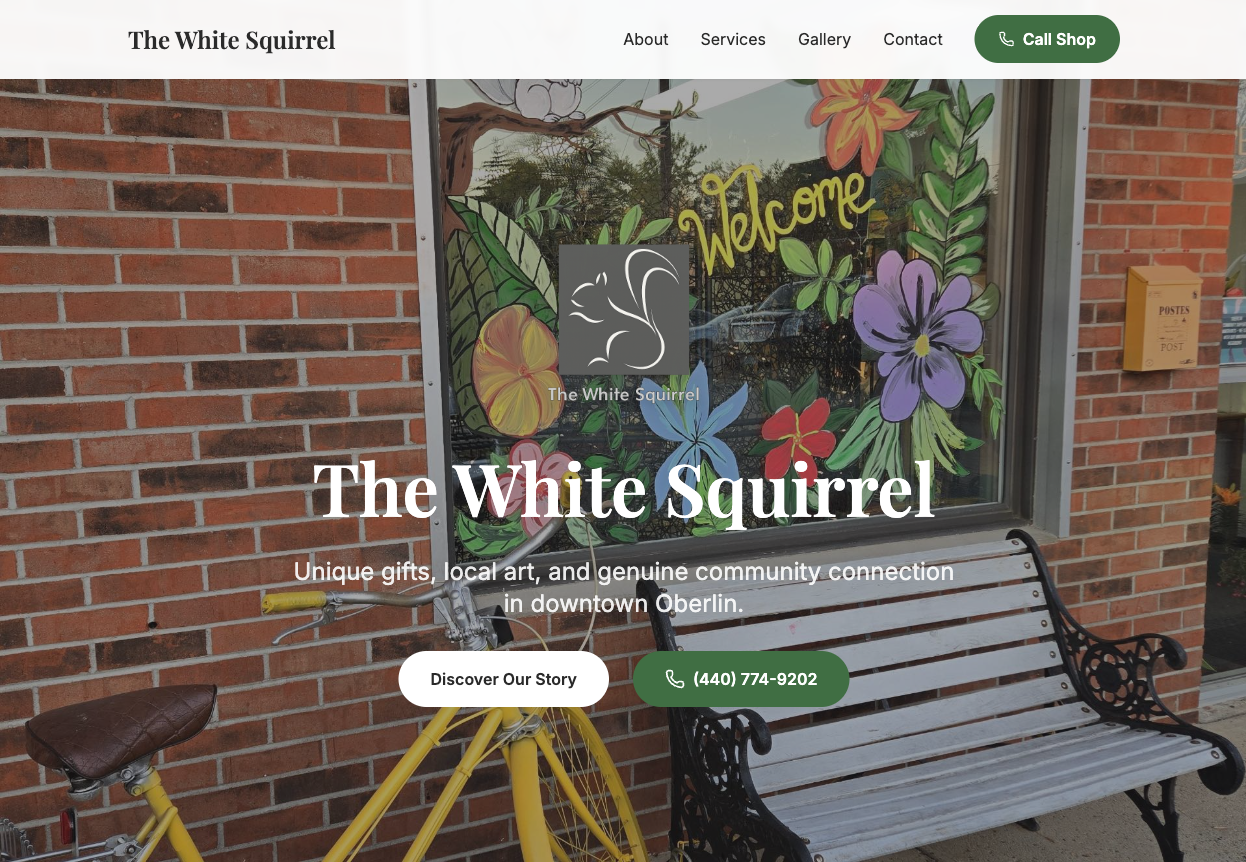 The White Squirrel
About Services Gallery Contact Call Shop
Welcome
POSTES
POST
The White Squirrel
The White Squirrel
Unique gifts, local art, and genuine community connection
in downtown Oberlin.
Discover Our Story (440) 774-9202